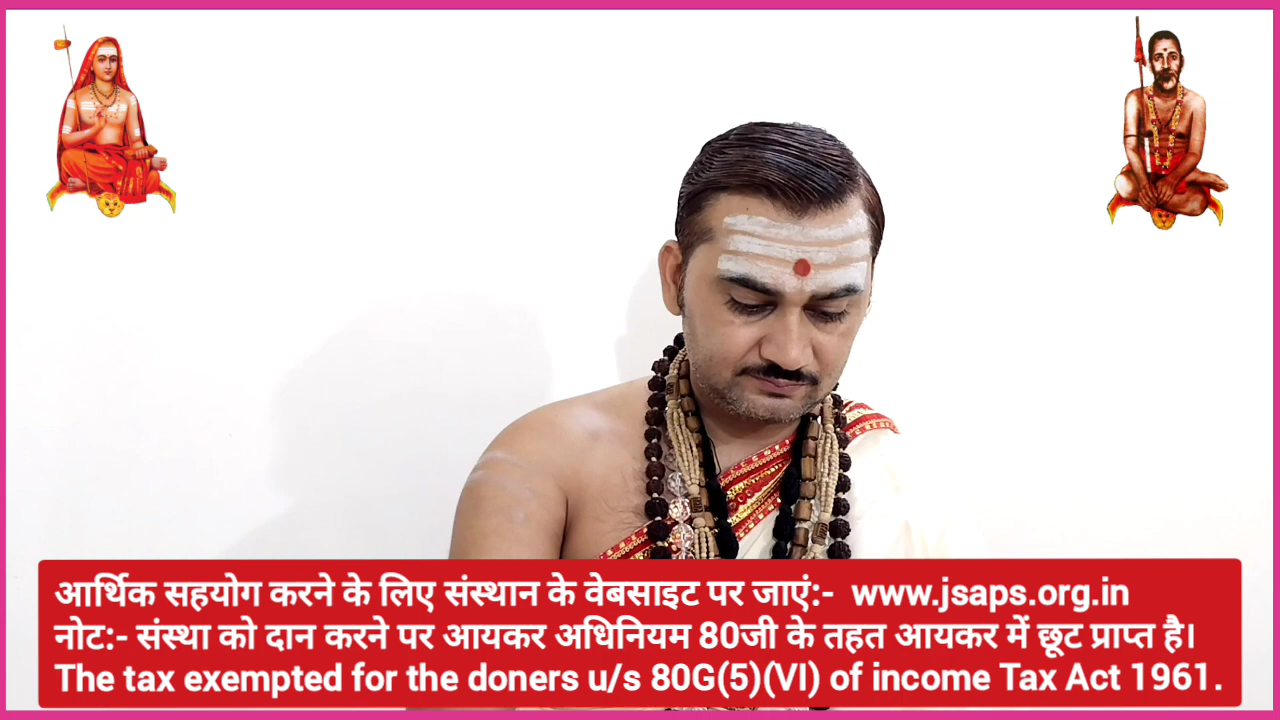 आर्थिक सहयोग करने के लिए संस्थान के वेबसाइट पर जाएं:- www.jsaps.org.in
नोट:- संस्था को दान करने पर आयकर अधिनियम 80जी के तहत आयकर में छूट प्राप्त है।
The tax exempted for the doners u/s 80G(5)(VI) of income Tax Act 1961.